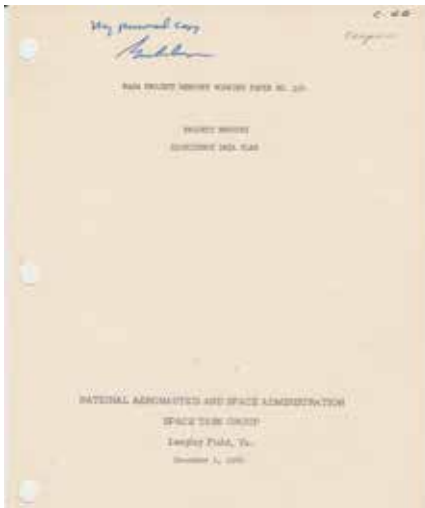 My personal copy
C-60
NASA PROJECT MERCURY WORKING PAPER NO.
PROJECT MERCURY
DATA PLAN
NATIONAL AERONAUTICS AND SPACE ADMINISTRATION
SPACE TASK GROUP
Langley Field, Va.